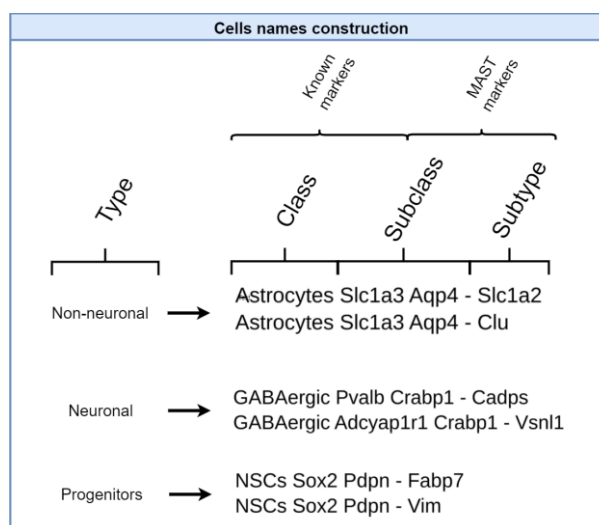 Cells names construction
Known
markers
MAST
markers
Type
Class
Subclass
Subtype
Non-neuronal
Astrocytes Slc1a3 Aqp4 - Slc1a2
Astrocytes Slc1a3 Aqp4 - Clu
Neuronal
GABAergic Pvalb Crabp1 - Cadps
GABAergic Adcyap1r1 Crabp1 - Vsnl1
Progenitors
NSCs Sox2 Pdpn - Fabp7
NSCs Sox2 Pdpn - Vim